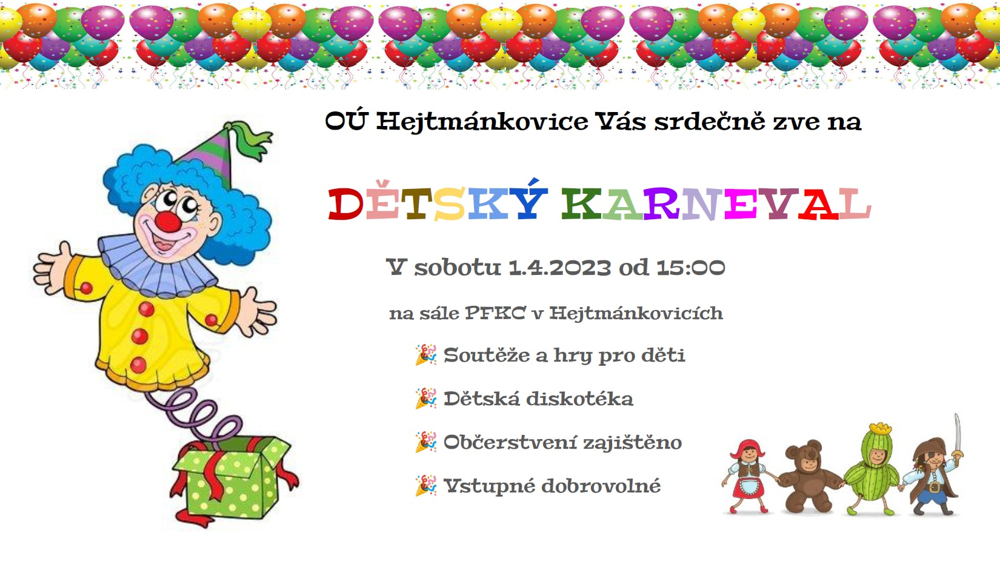 OÚ Hejtmánkovice Vás srdečně zve na
DĚTSKÝ KARNEVAL
V sobotu 1.4.2023 od 15:00
na sále PFKC v Hejtmánkovicích
🎉 Soutěže a hry pro děti
🎉 Dětská diskotéka
🎉 Občerstvení zajištěno
🎉 Vstupné dobrovolné